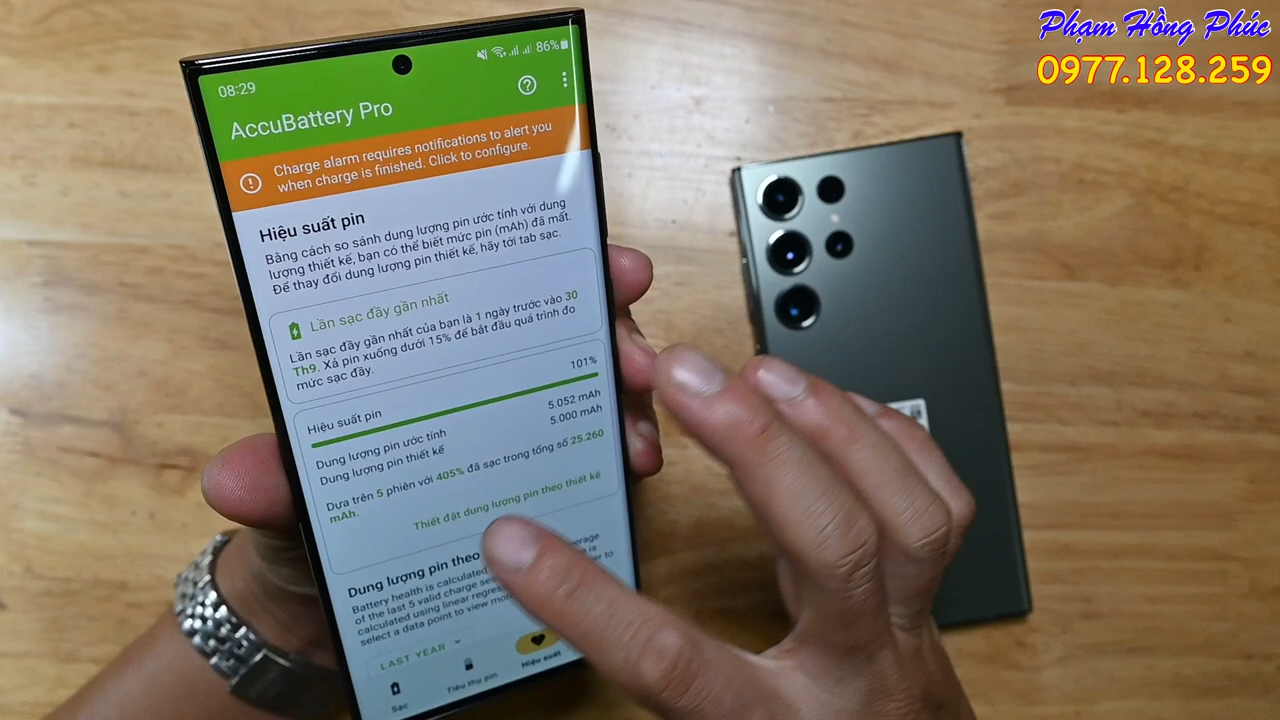 Phạm Hồng Phúc
0977.128.259
08:29
86%
AccuBattery Pro
Charge alarm requires notifications to alert you
when charge is finished. Click to configure.
Hiệu suất pin
Bằng cách so sánh dung lượng pin ước tính với dung
lượng thiết kế, bạn có thể biết mức pin (mAh) đã mất.
Để thay đổi dung lượng pin thiết kế, hãy tới tab sạc.
Lần sạc đầy gần nhất
Lần sạc đầy gần nhất của bạn là 1 ngày trước vào 30
Th9. Xả pin xuống dưới 15% để bắt đầu quá trình đo
mức sạc đầy.
101%
Hiệu suất pin
Dung lượng pin ước tính 5.052 mAh
Dung lượng pin thiết kế 5.000 mAh
Dựa trên 5 phiên với 405% đã sạc trong tổng số 25.260
mAh.
Thiết đặt dung lượng pin theo thiết kế
Dung lượng pin theo
Battery health is calculated
of the last 5 valid charge
calculated using linear
select a data point to view
LAST YEAR
Sạc
Tiêu thụ pin
Hiệu suất